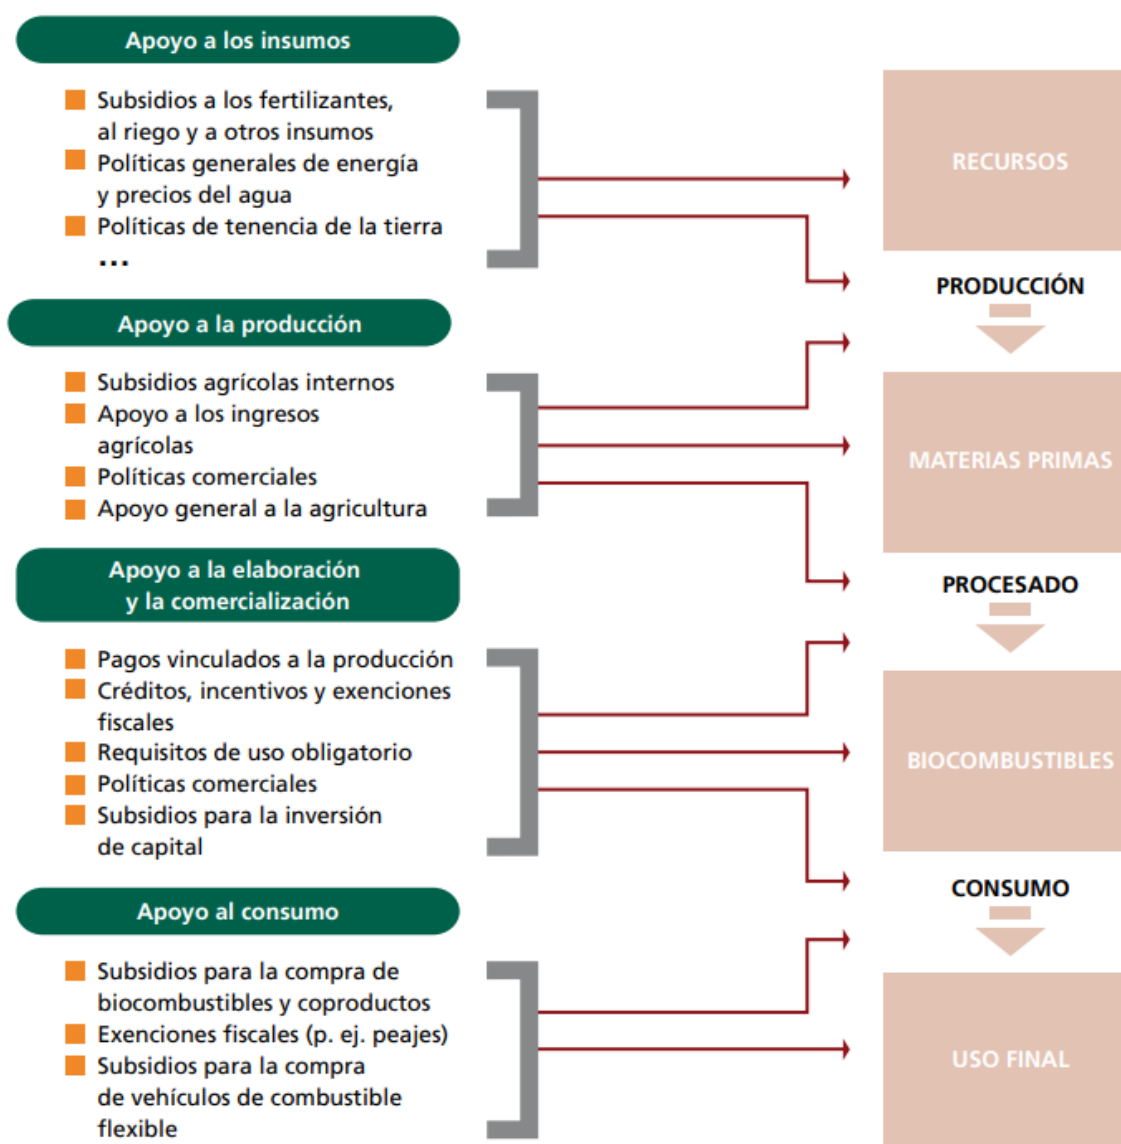 Apoyo a los insumos
Subsidios a los fertilizantes,
al riego y a otros insumos
Políticas generales de energía
y precios del agua
Políticas de tenencia de la tierra
...
Apoyo a la producción
Subsidios agrícolas internos
Apoyo a los ingresos
agrícolas
Políticas comerciales
Apoyo general a la agricultura
Apoyo a la elaboración
y la comercialización
Pagos vinculados a la producción
Créditos, incentivos y exenciones
fiscales
Requisitos de uso obligatorio
Políticas comerciales
Subsidios para la inversión
de capital
Apoyo al consumo
Subsidios para la compra de
biocombustibles y coproductos
Exenciones fiscales (p. ej. peajes)
Subsidios para la compra
de vehículos de combustible
flexible
RECURSOS
PRODUCCIÓN
MATERIAS PRIMAS
PROCESADO
BIOCOMBUSTIBLES
CONSUMO
USO FINAL